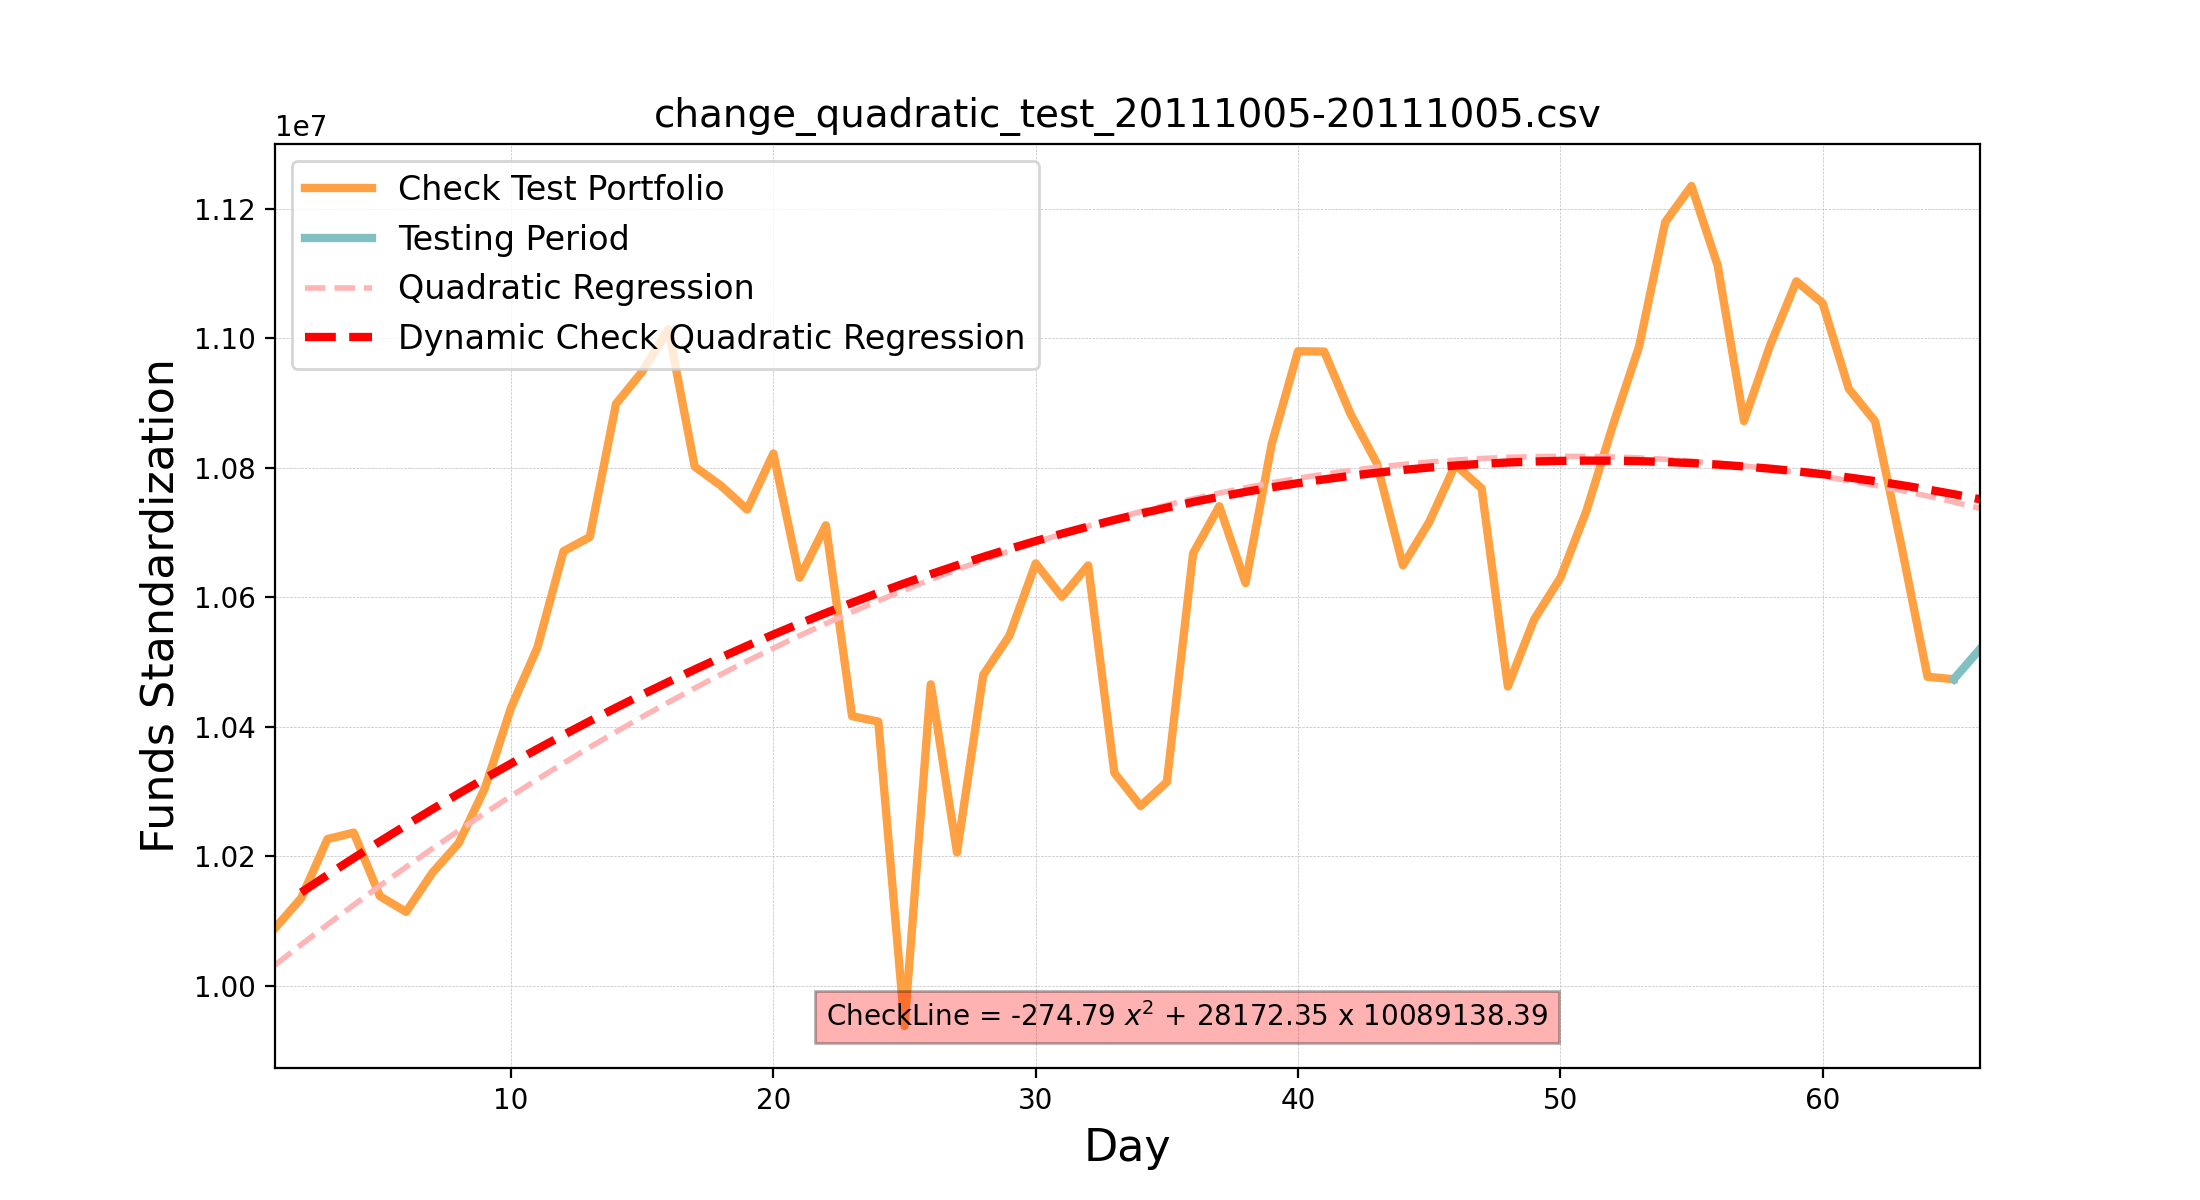 change_quadratic_test_20111005-20111005.csv
1e7
Check Test Portfolio
Testing Period
Quadratic Regression
Dynamic Check Quadratic Regression
1.12
1.10
1.08
1.06
1.04
1.02
1.00
Funds Standardization
CheckLine = -274.79 x² + 28172.35 x 10089138.39
10 20 30 40 50 60
Day